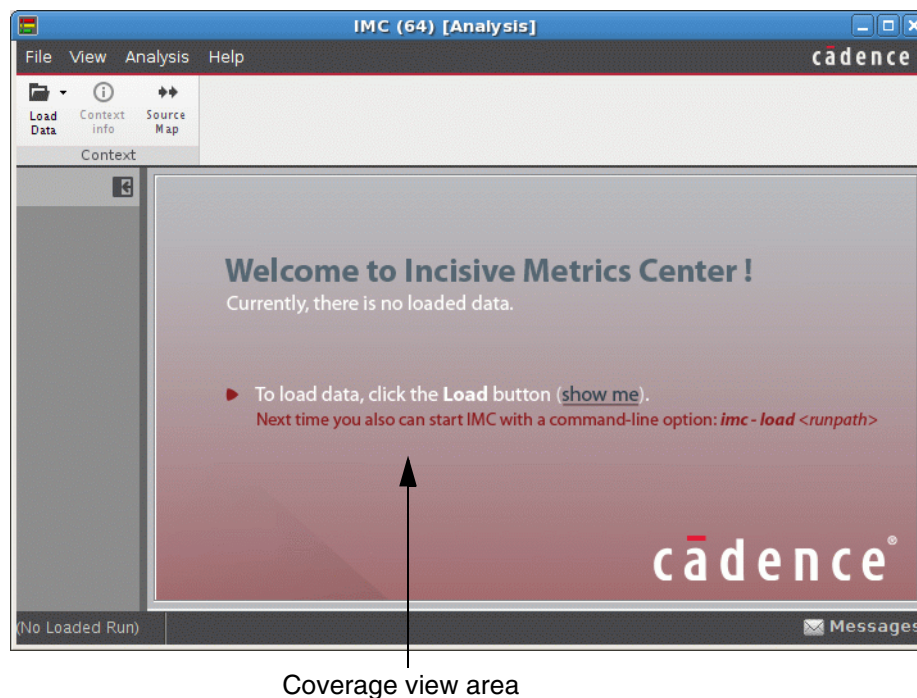 IMC (64) [Analysis]
File View Analysis Help
cādence
Load Data
Context info
Source Map
Context
Welcome to Incisive Metrics Center !
Currently, there is no loaded data.
To load data, click the Load button (show me).
Next time you also can start IMC with a command-line option: imc - load <runpath>
cādence®
(No Loaded Run)
Messages
Coverage view area